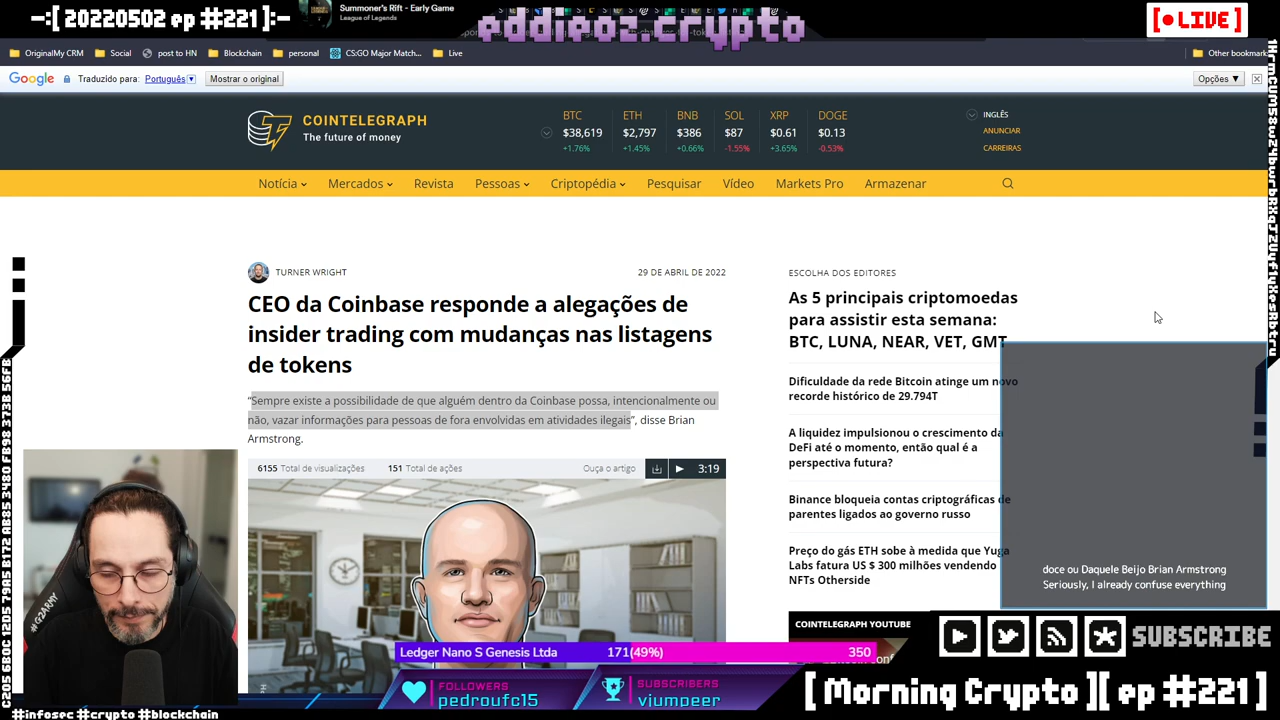 —:[ 20220502 ep #221 ]:—
Summoner's Rift - Early Game
League of Legends
eddieoz.crypto
[ ● LIVE ]
OriginalMy CRM
Social
post to HN
Blockchain
personal
CS:GO Major Match...
Live
Other bookmark
Google
Traduzido para: Português ▼
Mostrar o original
Opções ▼
COINTELEGRAPH
The future of money
BTC ETH BNB SOL XRP DOGE
$38,619 $2,797 $386 $87 $0.61 $0.13
+1.76% +1.45% +0.66% -1.55% +3.65% -0.53%
INGLÊS
ANUNCIAR
CARREIRAS
Notícia Mercados Revista Pessoas Criptopédia Pesquisar Vídeo Markets Pro Armazenar
TURNER WRIGHT
29 DE ABRIL DE 2022
CEO da Coinbase responde a alegações de
insider trading com mudanças nas listagens
de tokens
“Sempre existe a possibilidade de que alguém dentro da Coinbase possa, intencionalmente ou
não, vazar informações para pessoas de fora envolvidas em atividades ilegais”, disse Brian
Armstrong.
6155 Total de visualizações
151 Total de ações
Ouça o artigo
3:19
ESCOLHA DOS EDITORES
As 5 principais criptomoedas
para assistir esta semana:
BTC, LUNA, NEAR, VET, GMT
Dificuldade da rede Bitcoin atinge um novo
recorde histórico de 29.794T
A liquidez impulsionou o crescimento da
DeFi até o momento, então qual é a
perspectiva futura?
Binance bloqueia contas criptográficas de
parentes ligados ao governo russo
Preço do gás ETH sobe à medida que Yuga
Labs fatura US $ 300 milhões vendendo
NFTs Otherside
COINTELEGRAPH YOUTUBE
doce ou Daquele Beijo Brian Armstrong
Seriously, I already confuse everything
#G2ARMY
Ledger Nano S Genesis Ltda
171(49%)
350
FOLLOWERS
pedroufc15
SUBSCRIBERS
vjumpeer
SUBSCRIBE
[ Morning Crypto ][ ep #221 ]
#infosec #crypto #blockchain